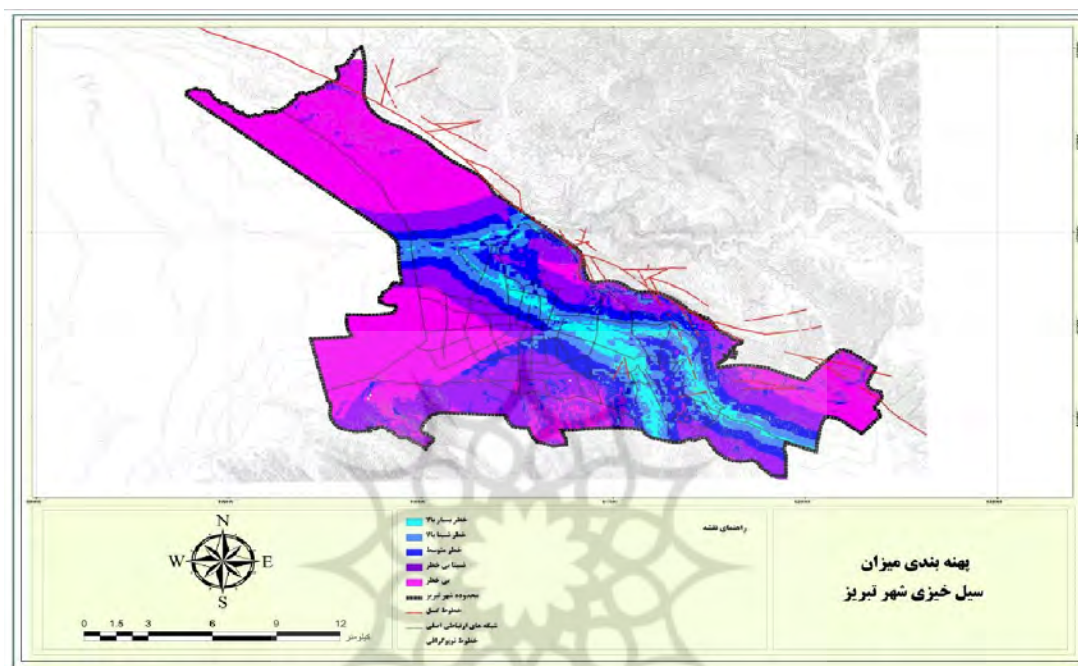 N
W E
S
0 1.5 3 6 9 12
کیلومتر
راهنمای نقشه
خطر بسیار بالا
خطر نسبتا بالا
خطر متوسط
نسبتا بی خطر
بی خطر
محدوده شهر تبریز
خطوط گسل
شبکه های ارتباطی اصلی
خطوط توپوگرافی
پهنه بندی میزان
سیل خیزی شهر تبریز